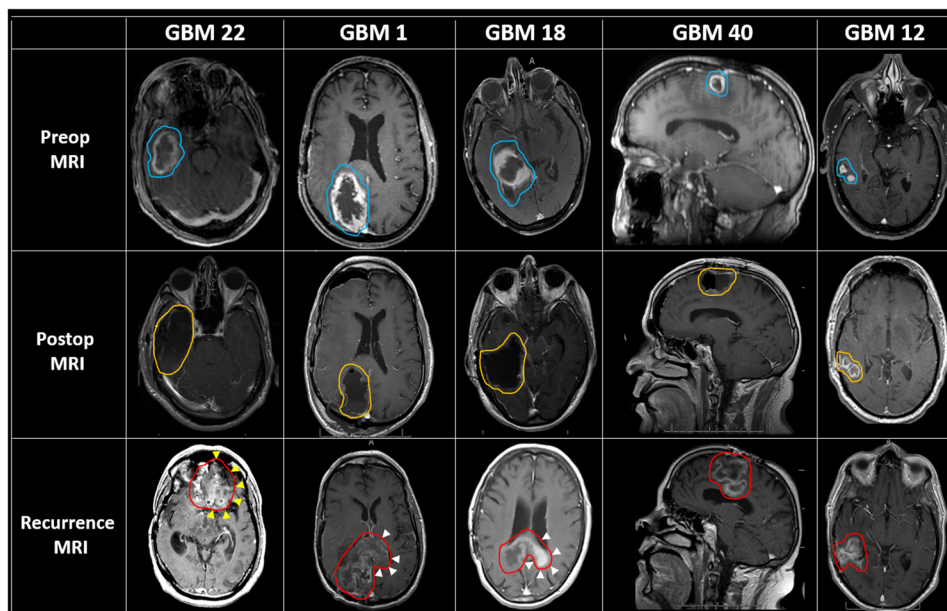 GBM 22 GBM 1 GBM 18 GBM 40 GBM 12
Preop
MRI
A
Postop
MRI
A
Recurrence
MRI